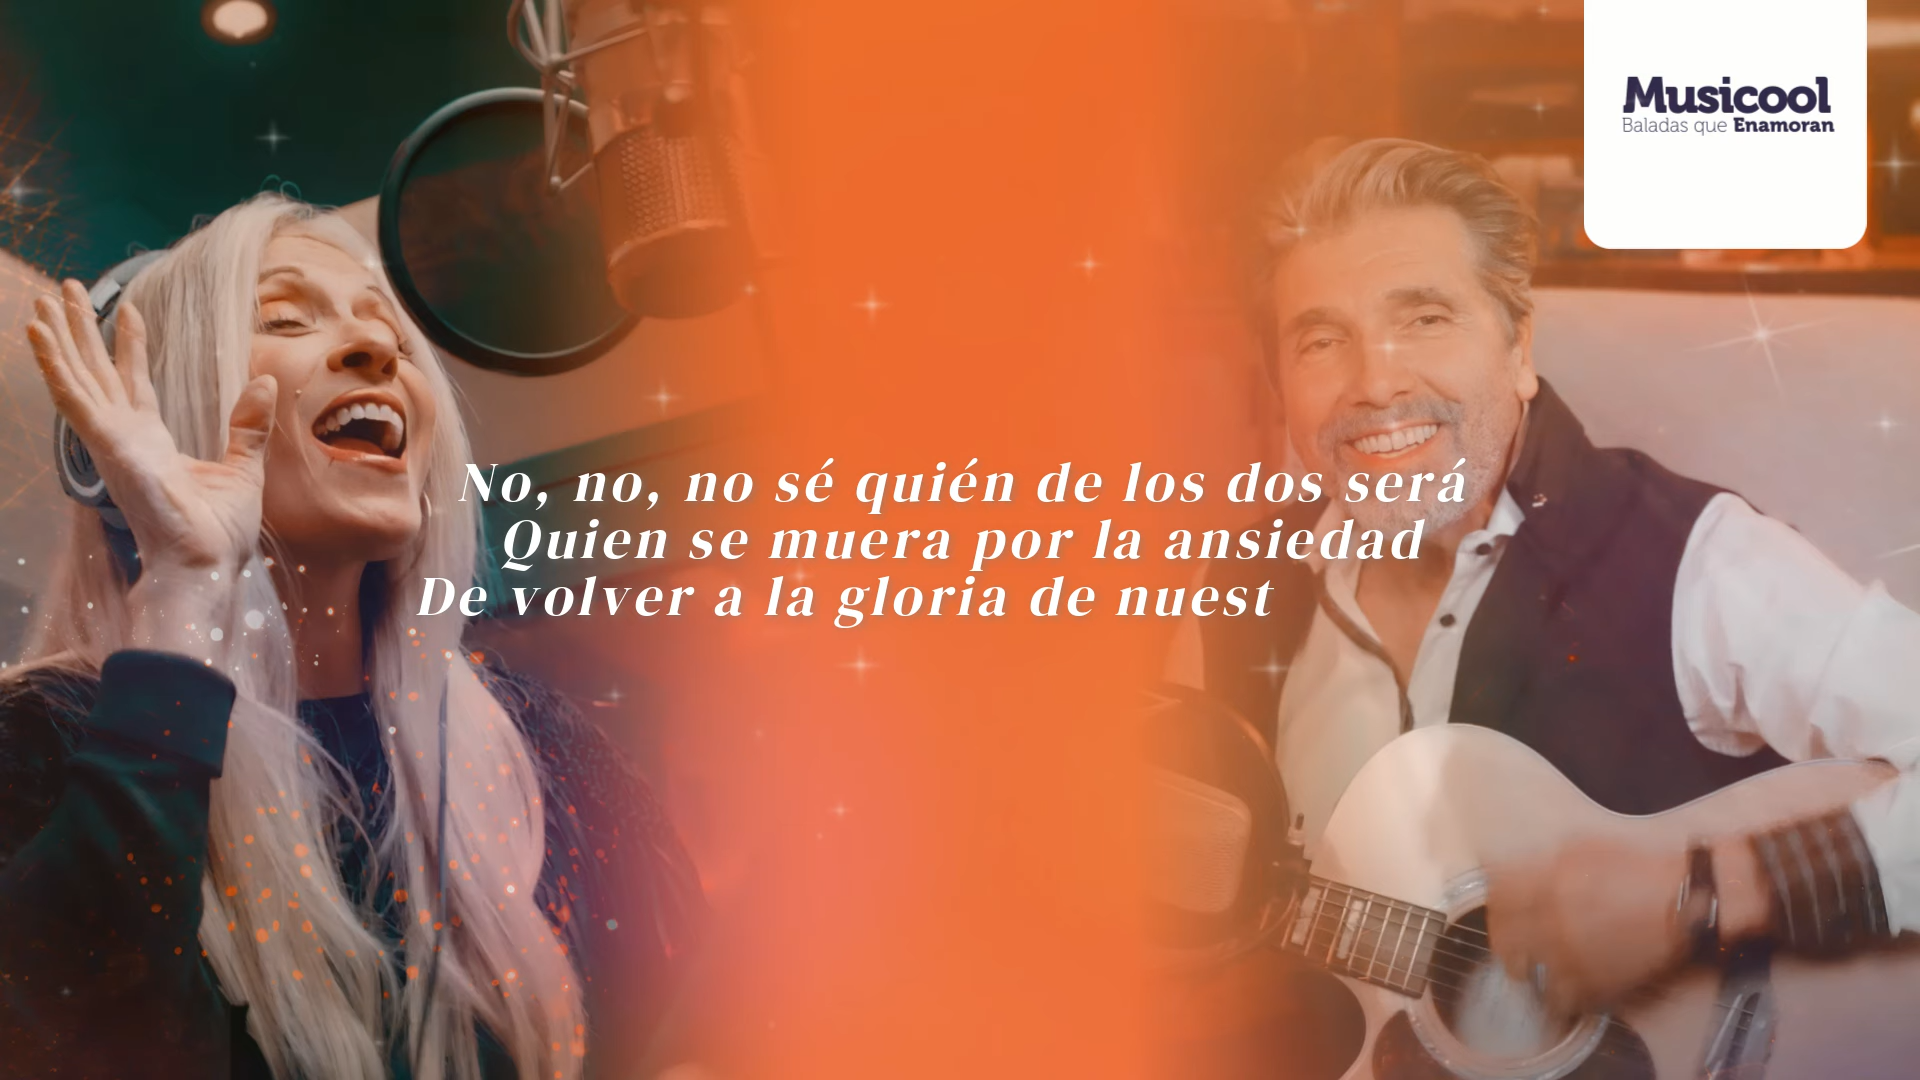 Musicool
Baladas que Enamoran
No, no, no sé quién de los dos será
Quien se muera por la ansiedad
De volver a la gloria de nuest